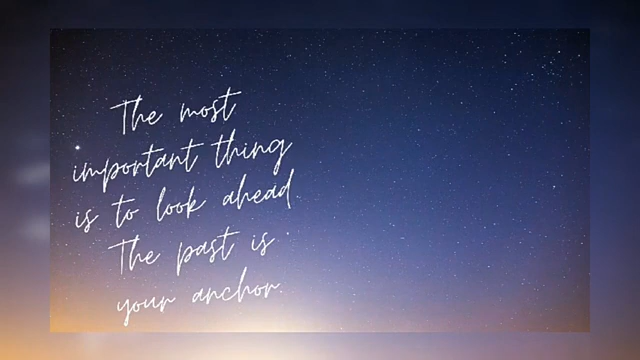 The most
important thing
is to look ahead.
The past is
your anchor.